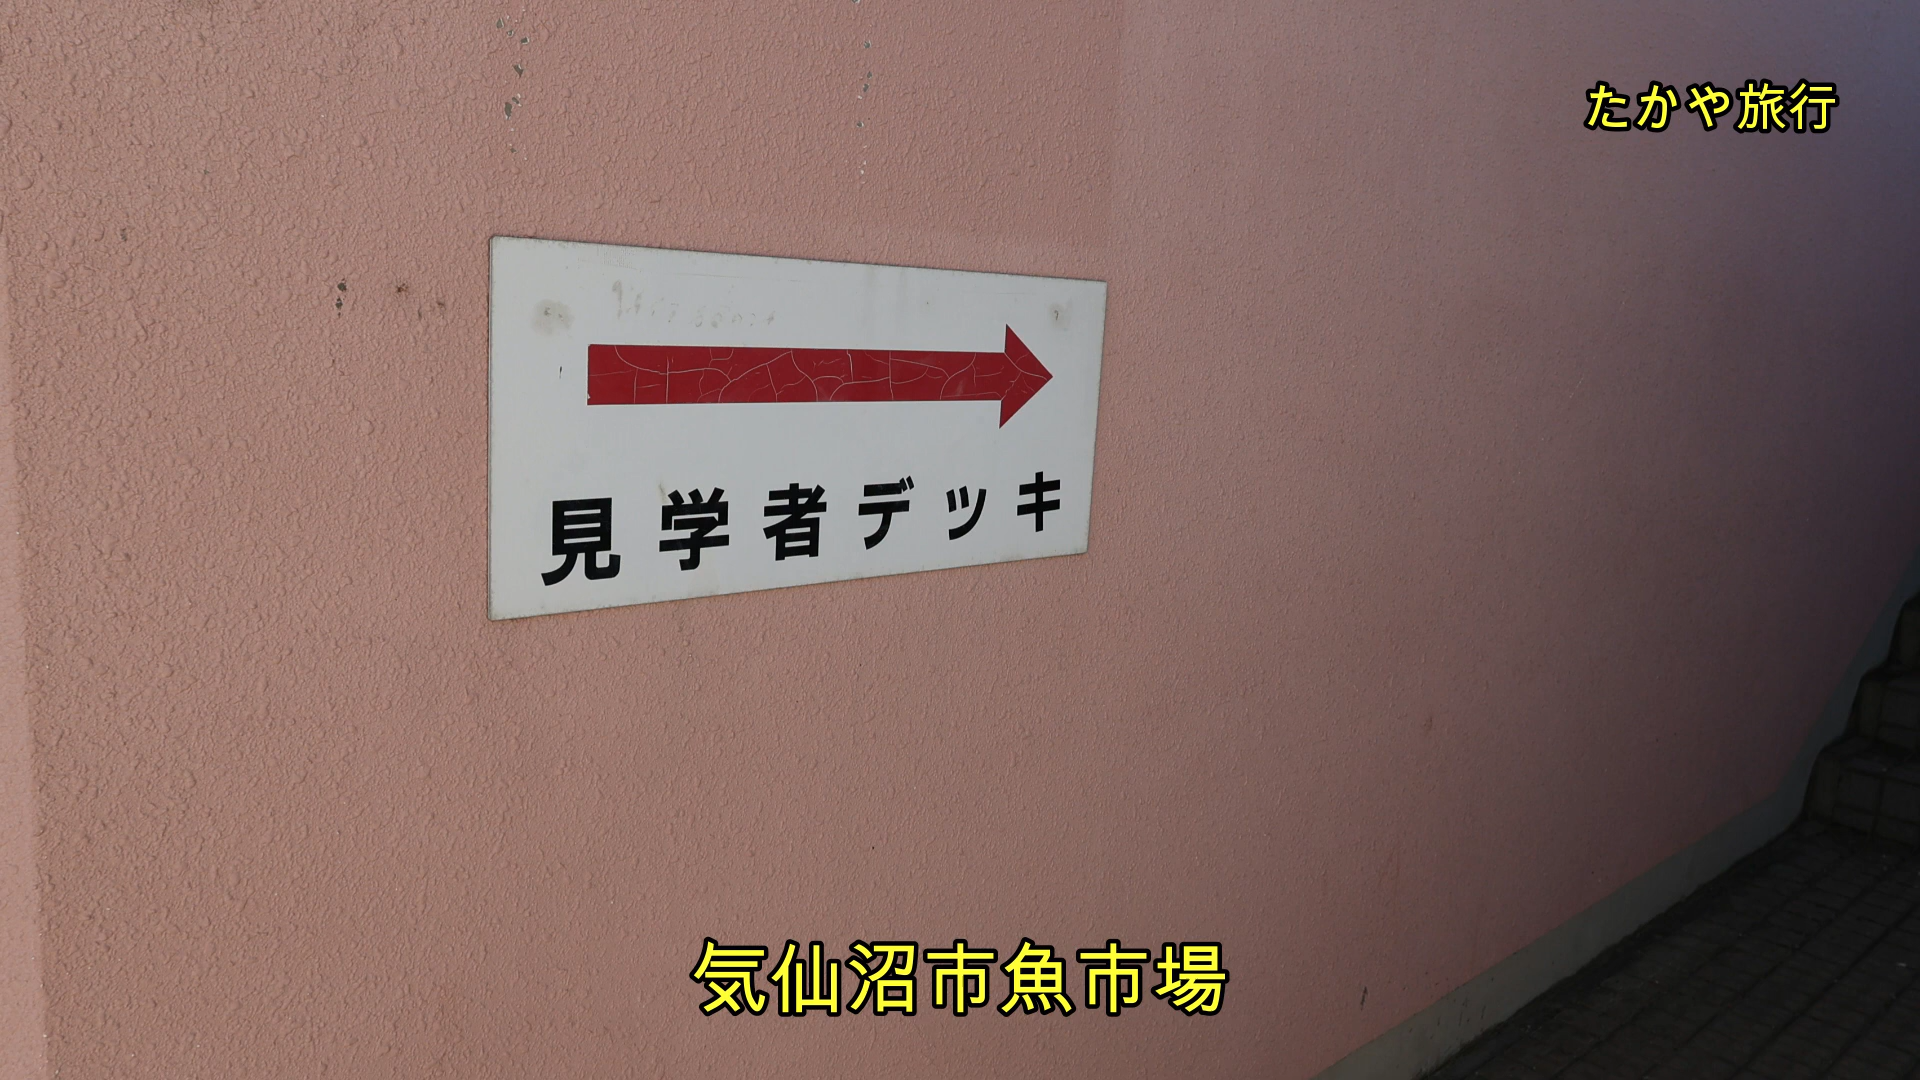 たかや旅行
見学者デッキ
気仙沼市魚市場